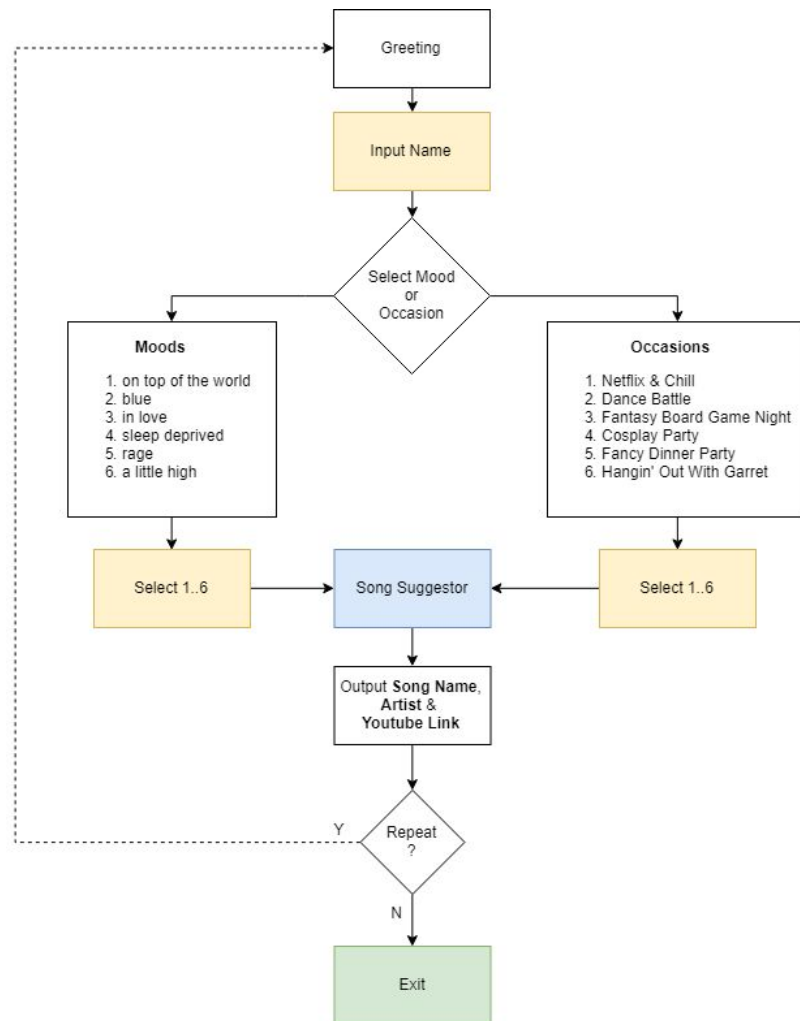 Greeting
Input Name
Select Mood
or
Occasion
Moods
1. on top of the world
2. blue
3. in love
4. sleep deprived
5. rage
6. a little high
Occasions
1. Netflix & Chill
2. Dance Battle
3. Fantasy Board Game Night
4. Cosplay Party
5. Fancy Dinner Party
6. Hangin' Out With Garret
Select 1..6
Song Suggestor
Select 1..6
Output Song Name,
Artist &
Youtube Link
Y
Repeat
?
N
Exit